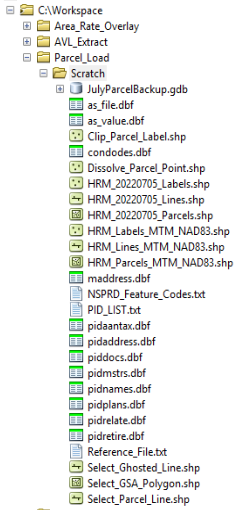 C:\Workspace
Area_Rate_Overlay
AVL_Extract
Parcel_Load
Scratch
JulyParcelBackup.gdb
as_file.dbf
as_value.dbf
Clip_Parcel_Label.shp
condodes.dbf
Dissolve_Parcel_Point.shp
HRM_20220705_Labels.shp
HRM_20220705_Lines.shp
HRM_20220705_Parcels.shp
HRM_Labels_MTM_NAD83.shp
HRM_Lines_MTM_NAD83.shp
HRM_Parcels_MTM_NAD83.shp
maddress.dbf
NSPRD_Feature_Codes.txt
PID_LIST.txt
pidaantax.dbf
pidaddress.dbf
piddocs.dbf
pidmstrs.dbf
pidnames.dbf
pidplans.dbf
pidrelate.dbf
pidretire.dbf
Reference_File.txt
Select_Ghosted_Line.shp
Select_GSA_Polygon.shp
Select_Parcel_Line.shp